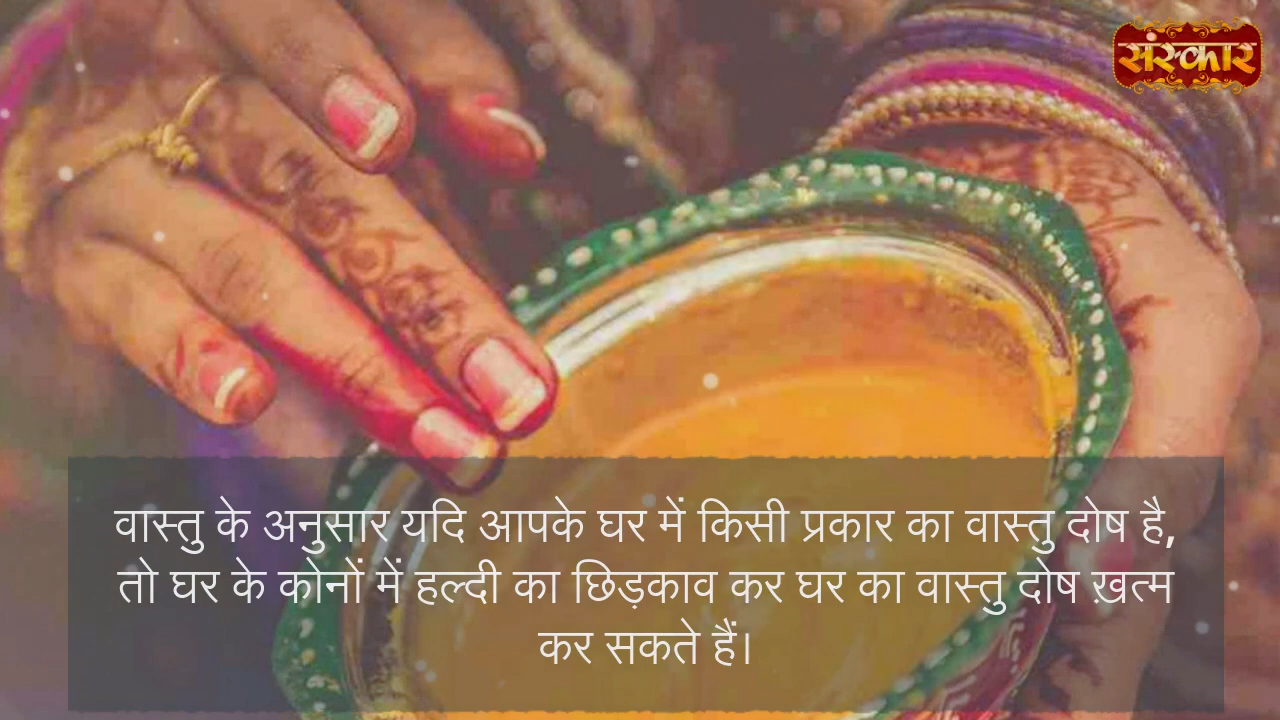 संस्कार
वास्तु के अनुसार यदि आपके घर में किसी प्रकार का वास्तु दोष है,
तो घर के कोनों में हल्दी का छिड़काव कर घर का वास्तु दोष ख़त्म
कर सकते हैं।